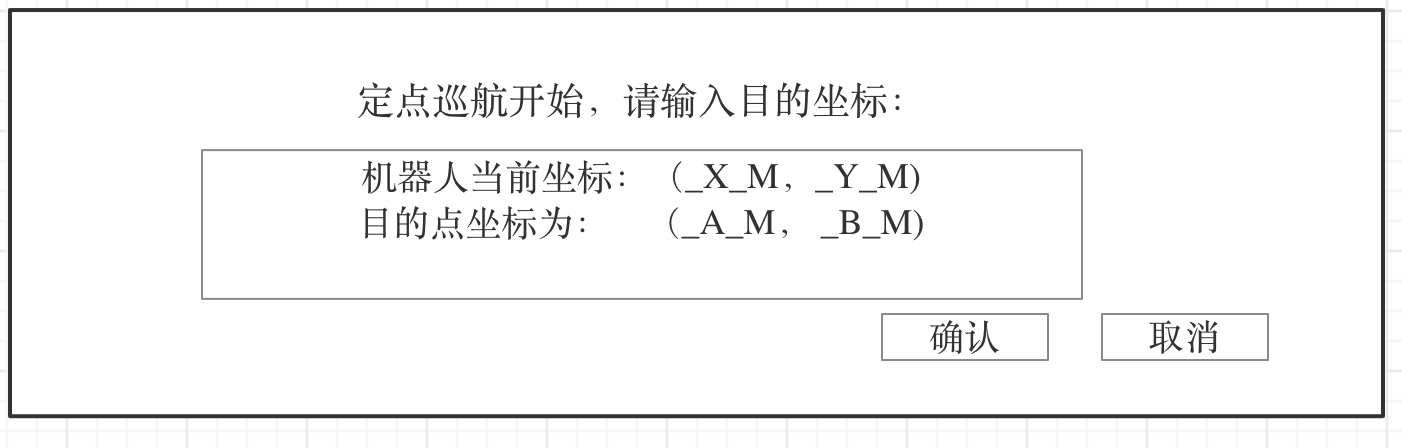 定点巡航开始，请输入目的坐标：
机器人当前坐标： （_X_M， _Y_M)
目的点坐标为： （_A_M， _B_M)
确认 取消